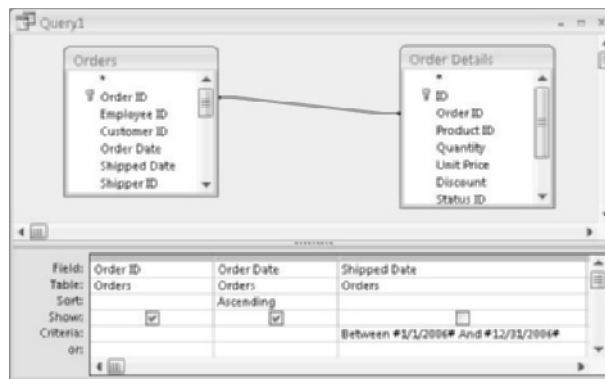 Query1
Orders
*
Order ID
Employee ID
Customer ID
Order Date
Shipped Date
Shipper ID
Order Details
*
ID
Order ID
Product ID
Quantity
Unit Price
Discount
Status ID
Field: Order ID Order Date Shipped Date
Table: Orders Orders Orders
Sort: Ascending
Show:
Criteria: Between #1/1/2006# And #12/31/2006#
or: